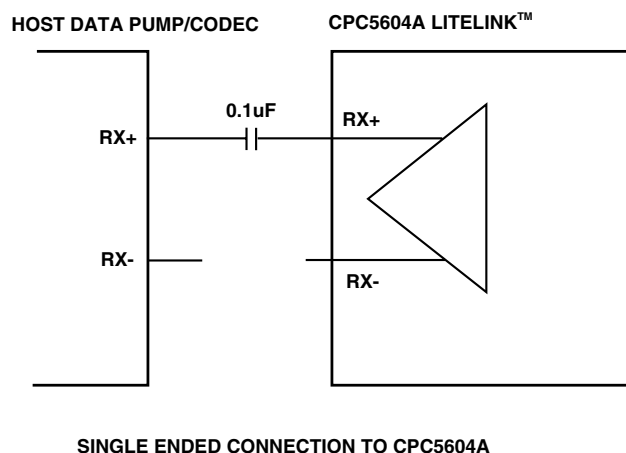 HOST DATA PUMP/CODEC
CPC5604A LITELINK™
0.1uF
RX+
RX+
RX-
RX-
SINGLE ENDED CONNECTION TO CPC5604A